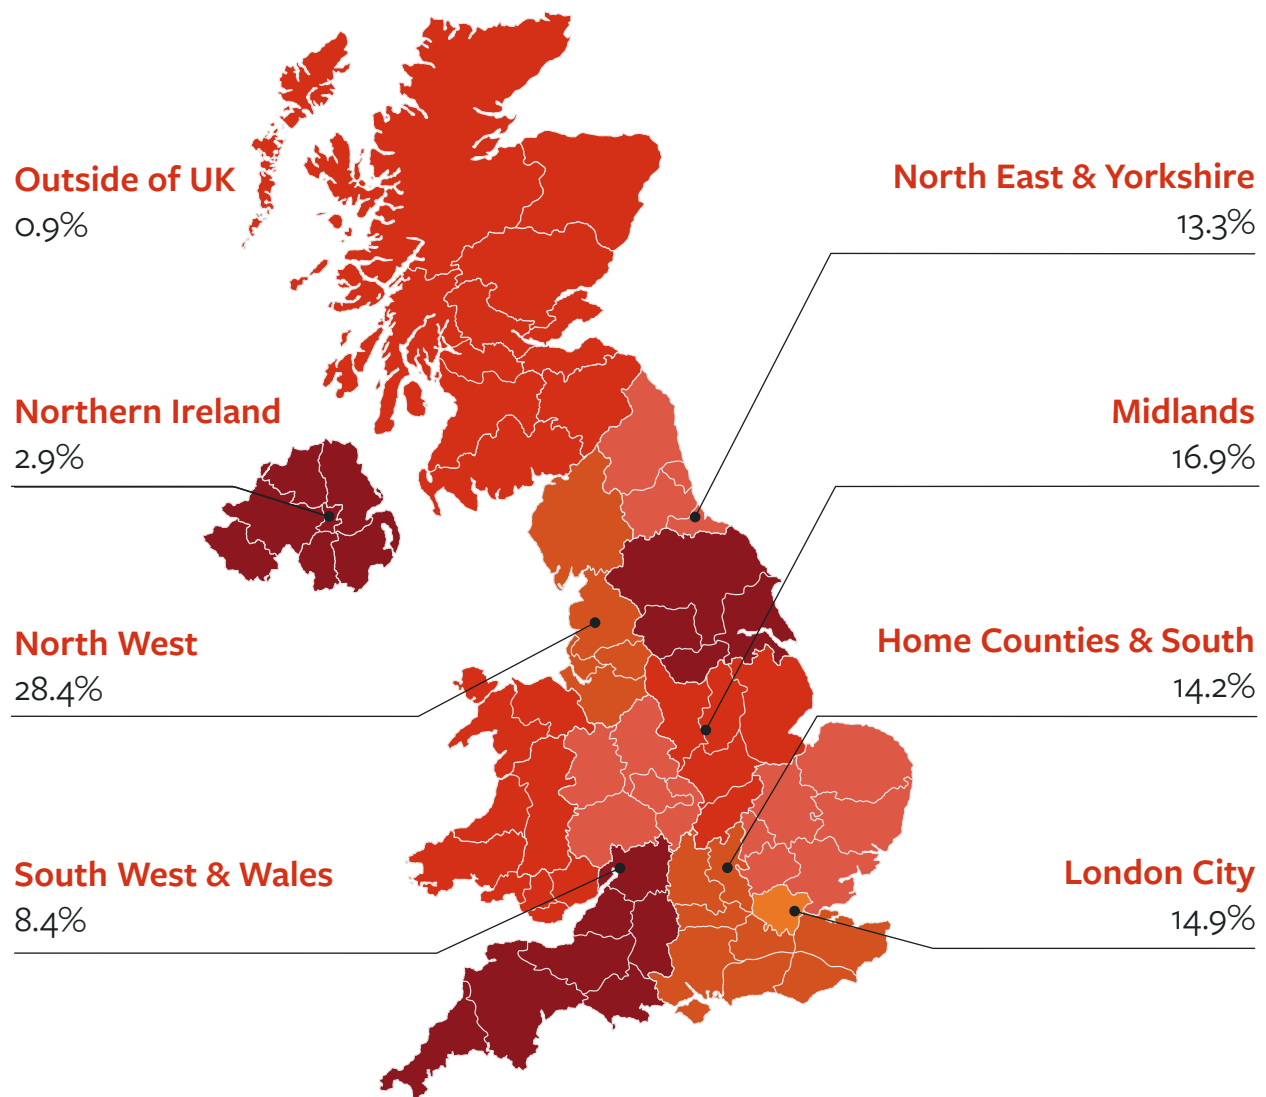 Outside of UK
0.9%
North East & Yorkshire
13.3%
Northern Ireland
2.9%
Midlands
16.9%
North West
28.4%
Home Counties & South
14.2%
South West & Wales
8.4%
London City
14.9%